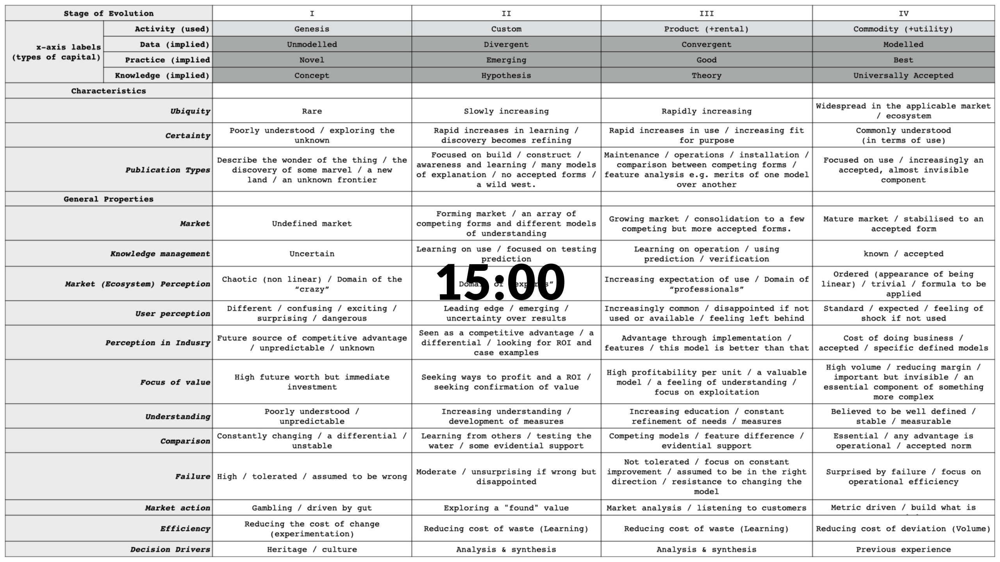 Stage of Evolution I II III IV
x-axis labels
(types of capital)
Activity (used) Genesis Custom Product (+rental) Commodity (+utility)
Data (implied) Unmodelled Divergent Convergent Modelled
Practice (implied Novel Emerging Good Best
Knowledge (implied) Concept Hypothesis Theory Universally Accepted
Characteristics
Ubiquity
Rare
Slowly increasing
Rapidly increasing
Widespread in the applicable market
/ ecosystem
Certainty
Poorly understood / exploring the
unknown
Rapid increases in learning /
discovery becomes refining
Rapid increases in use / increasing fit
for purpose
Commonly understood
(in terms of use)
Publication Types
Describe the wonder of the thing / the
discovery of some marvel / a new
land / an unknown frontier
Focused on build / construct /
awareness and learning / many models
of explanation / no accepted forms /
a wild west.
Maintenance / operations / installation /
comparison between competing forms /
feature analysis e.g. merits of one model
over another
Focused on use / increasingly an
accepted, almost invisible
component
General Properties
Market
Undefined market
Forming market / an array of
competing forms and different models
of understanding
Growing market / consolidation to a few
competing but more accepted forms.
Mature market / stabilised to an
accepted form
Knowledge management
Uncertain
Learning on use / focused on testing
prediction
Learning on operation / using
prediction / verification
known / accepted
Market (Ecosystem) Perception
Chaotic (non linear) / Domain of the
“crazy”
of
15:00
Increasing expectation of use / Domain of
“professionals”
Ordered (appearance of being
linear) / trivial / formula to be
applied
User perception
Different / confusing / exciting /
surprising / dangerous
Leading edge / emerging /
uncertainty over results
Increasingly common / disappointed if not
used or available / feeling left behind
Standard / expected / feeling of
shock if not used
Perception in Indusry
Future source of competitive advantage
/ unpredictable / unknown
Seen as a competitive advantage / a
differential / looking for ROI and
case examples
Advantage through implementation /
features / this model is better than that
Cost of doing business /
accepted / specific defined models
Focus of value
High future worth but immediate
investment
Seeking ways to profit and a ROI /
seeking confirmation of value
High profitability per unit / a valuable
model / a feeling of understanding /
focus on exploitation
High volume / reducing margin /
important but invisible / an
essential component of something
more complex
Understanding
Poorly understood /
unpredictable
Increasing understanding /
development of measures
Increasing education / constant
refinement of needs / measures
Believed to be well defined /
stable / measurable
Comparison
Constantly changing / a differential /
unstable
Learning from others / testing the
water / some evidential support
Competing models / feature difference /
evidential support
Essential / any advantage is
operational / accepted norm
Failure
High / tolerated / assumed to be wrong
Moderate / unsurprising if wrong but
disappointed
Not tolerated / focus on constant
improvement / assumed to be in the right
direction / resistance to changing the
model
Surprised by failure / focus on
operational efficiency
Market action
Gambling / driven by gut
Exploring a "found" value
Market analysis / listening to customers
Metric driven / build what is
Efficiency
Reducing the cost of change
(experimentation)
Reducing cost of waste (Learning)
Reducing cost of waste (Learning)
Reducing cost of deviation (Volume)
Decision Drivers
Heritage / culture
Analysis & synthesis
Analysis & synthesis
Previous experience